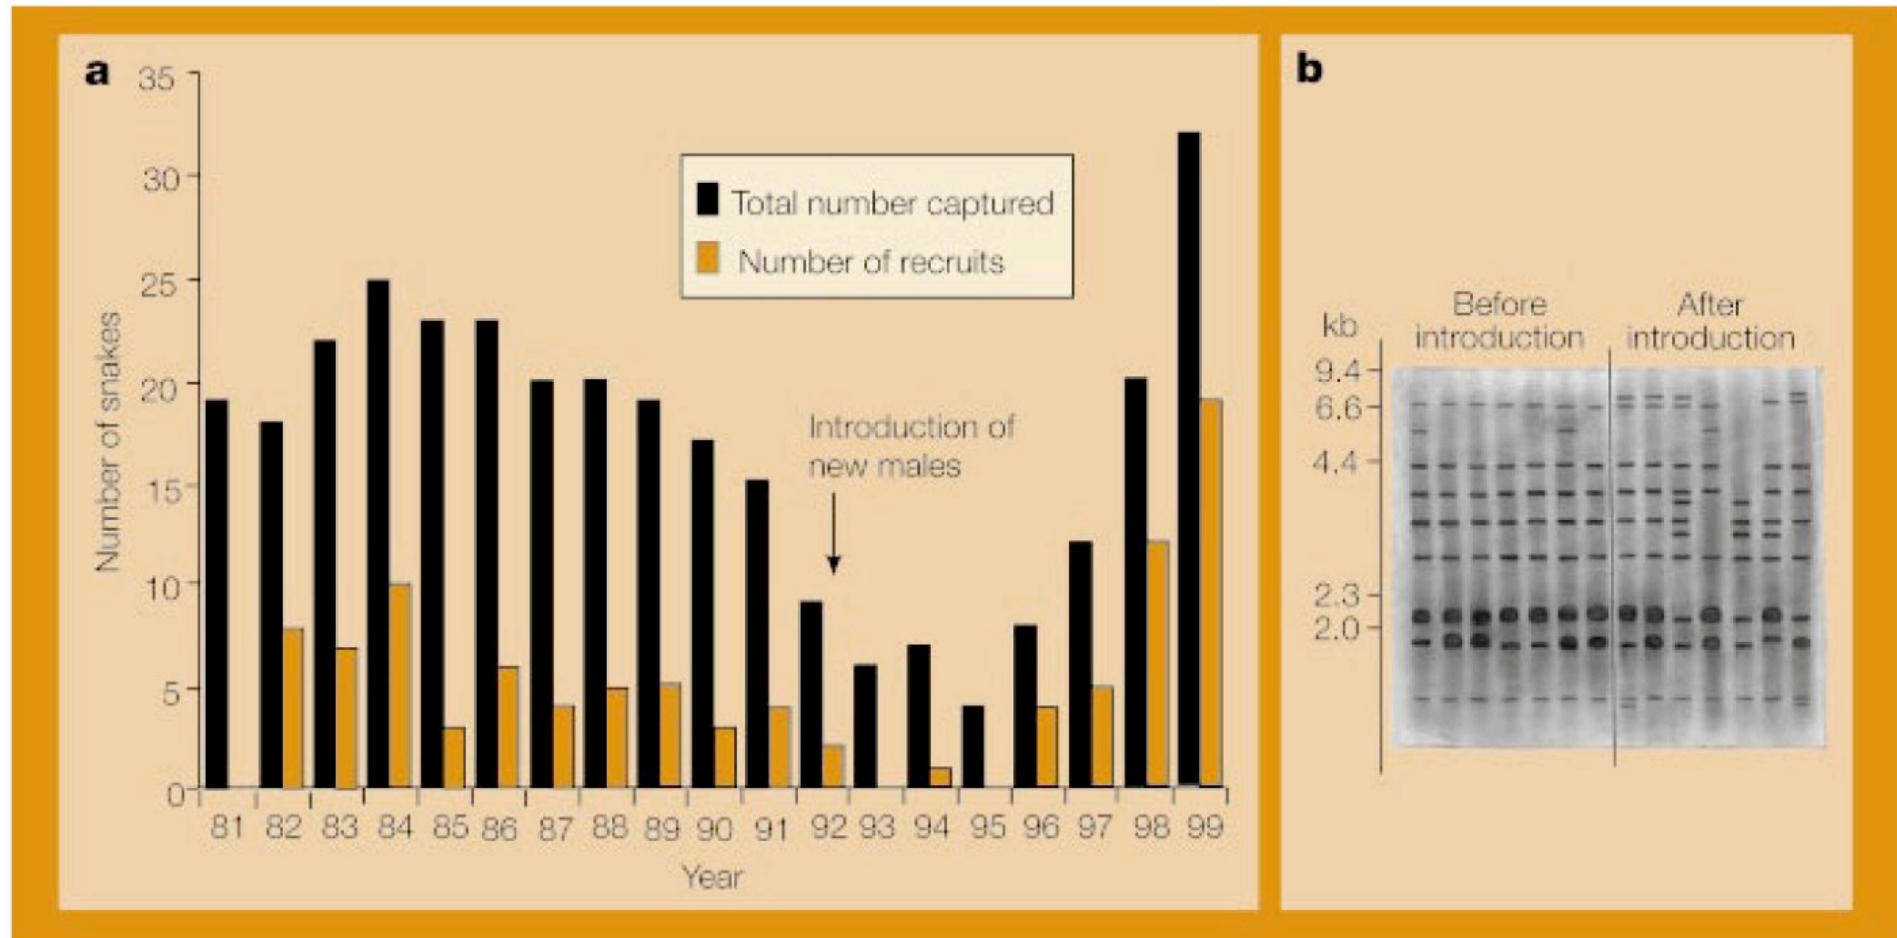 a
35
30
25
20
15
10
5
0
Number of snakes
Total number captured
Number of recruits
Introduction of
new males
81 82 83 84 85 86 87 88 89 90 91 92 93 94 95 96 97 98 99
Year
b
kb
Before
introduction
After
introduction
9.4
6.6
4.4
2.3
2.0